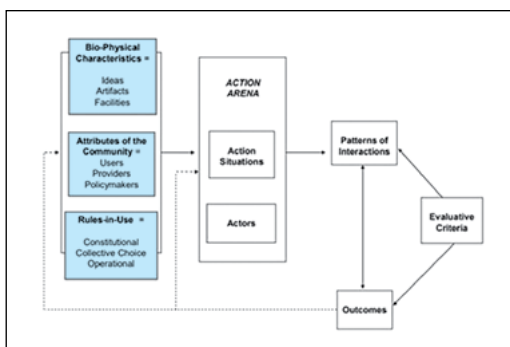 Bio-Physical
Characteristics =
Ideas
Artifacts
Facilities
Attributes of the
Community =
Users
Providers
Policymakers
Rules-in-Use =
Constitutional
Collective Choice
Operational
ACTION
ARENA
Action
Situations
Actors
Patterns of
Interactions
Evaluative
Criteria
Outcomes